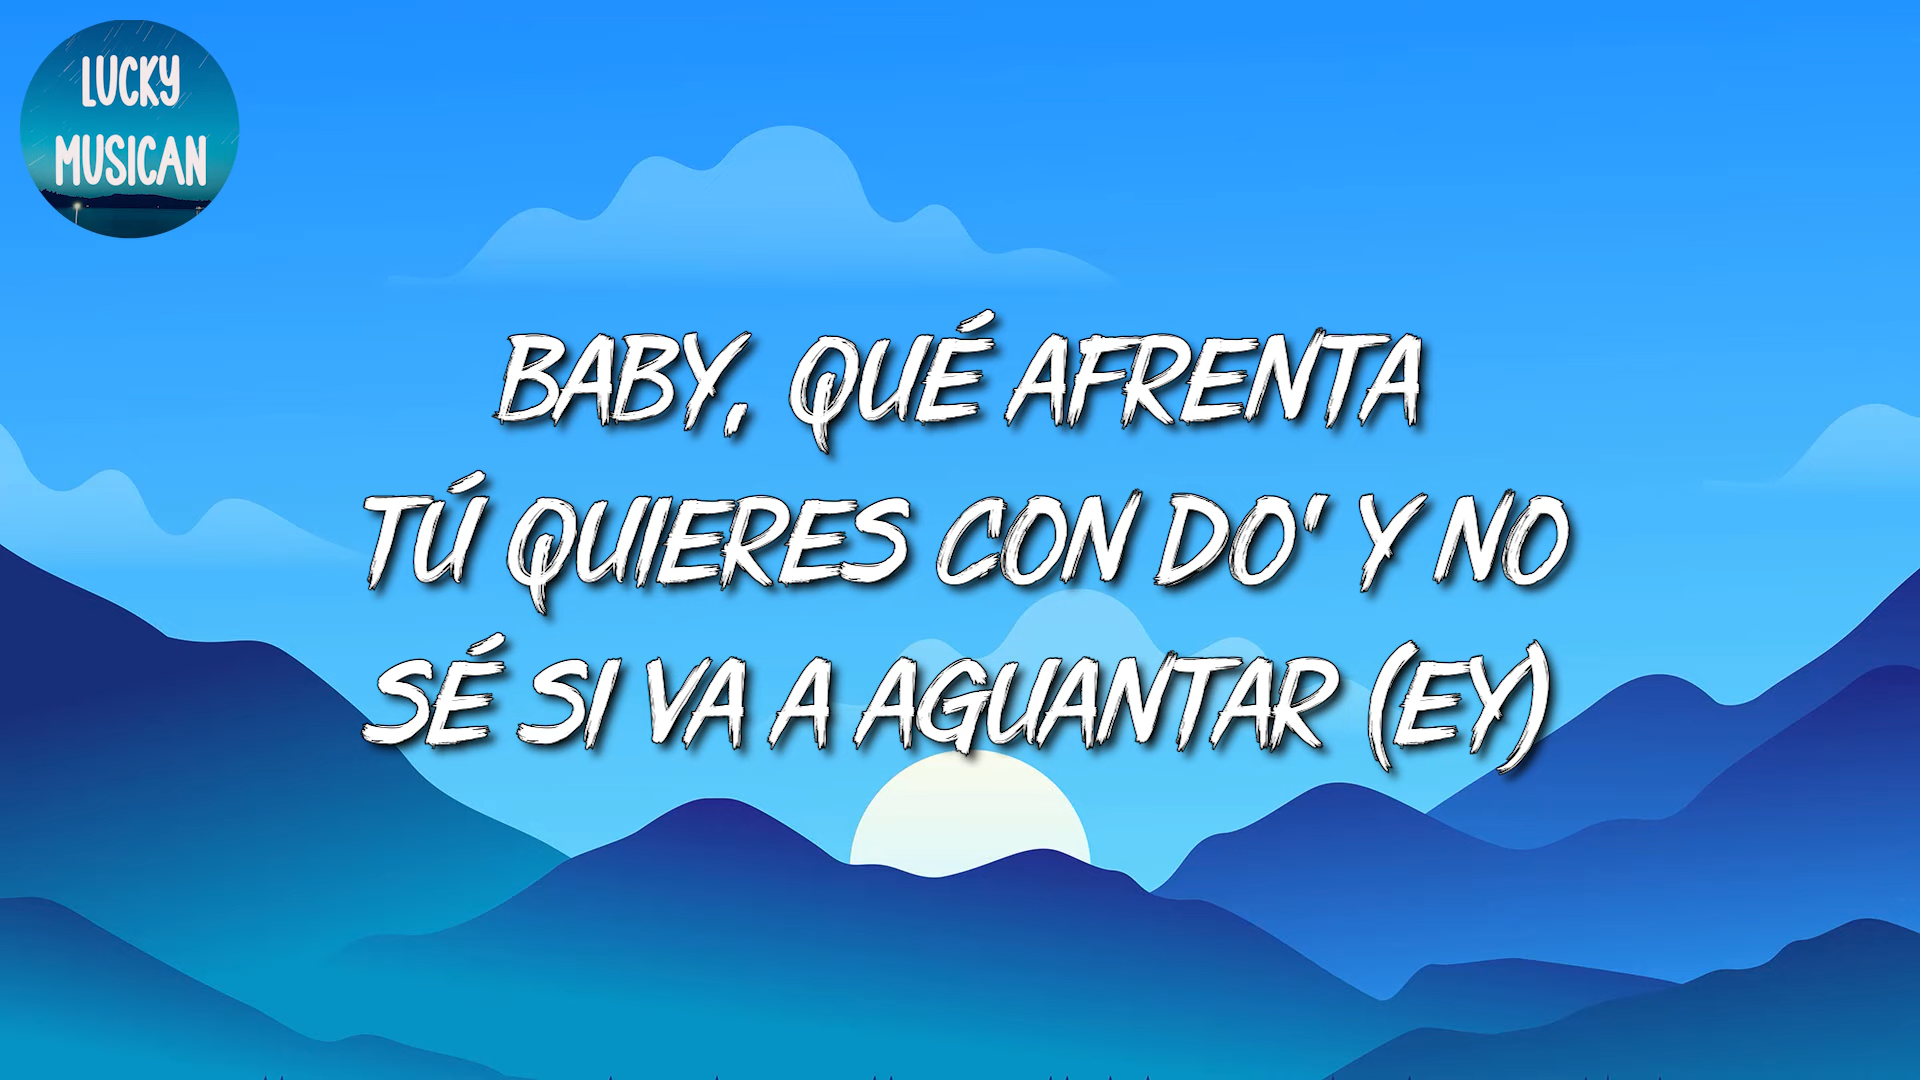 LUCKY
MUSICAN
BABY, QUÉ AFRENTA
TÚ QUIERES CON DO' Y NO
SÉ SI VA A AGUANTAR (EY)